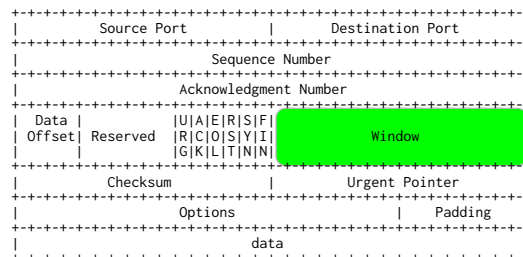 +-+-+-+-+-+-+-+-+-+-+-+-+-+-+-+-+-+-+-+-+-+-+-+-+-+-+-+-+-+-+-+-
|          Source Port          |       Destination Port
+-+-+-+-+-+-+-+-+-+-+-+-+-+-+-+-+-+-+-+-+-+-+-+-+-+-+-+-+-+-+-+-
|                        Sequence Number
+-+-+-+-+-+-+-+-+-+-+-+-+-+-+-+-+-+-+-+-+-+-+-+-+-+-+-+-+-+-+-+-
|                    Acknowledgment Number
+-+-+-+-+-+-+-+-+-+-+-+-+-+-+-+-+-+-+-+-+-+-+-+-+-+-+-+-+-+-+-+-
|  Data |           |U|A|E|R|S|F|
| Offset| Reserved  |R|C|O|S|Y|I|            Window
|       |           |G|K|L|T|N|N|
+-+-+-+-+-+-+-+-+-+-+-+-+-+-+-+-+-+-+-+-+-+-+-+-+-+-+-+-+-+-+-+-
|           Checksum            |         Urgent Pointer
+-+-+-+-+-+-+-+-+-+-+-+-+-+-+-+-+-+-+-+-+-+-+-+-+-+-+-+-+-+-+-+-
|                    Options                    |    Padding
+-+-+-+-+-+-+-+-+-+-+-+-+-+-+-+-+-+-+-+-+-+-+-+-+-+-+-+-+-+-+-+-
|                             data